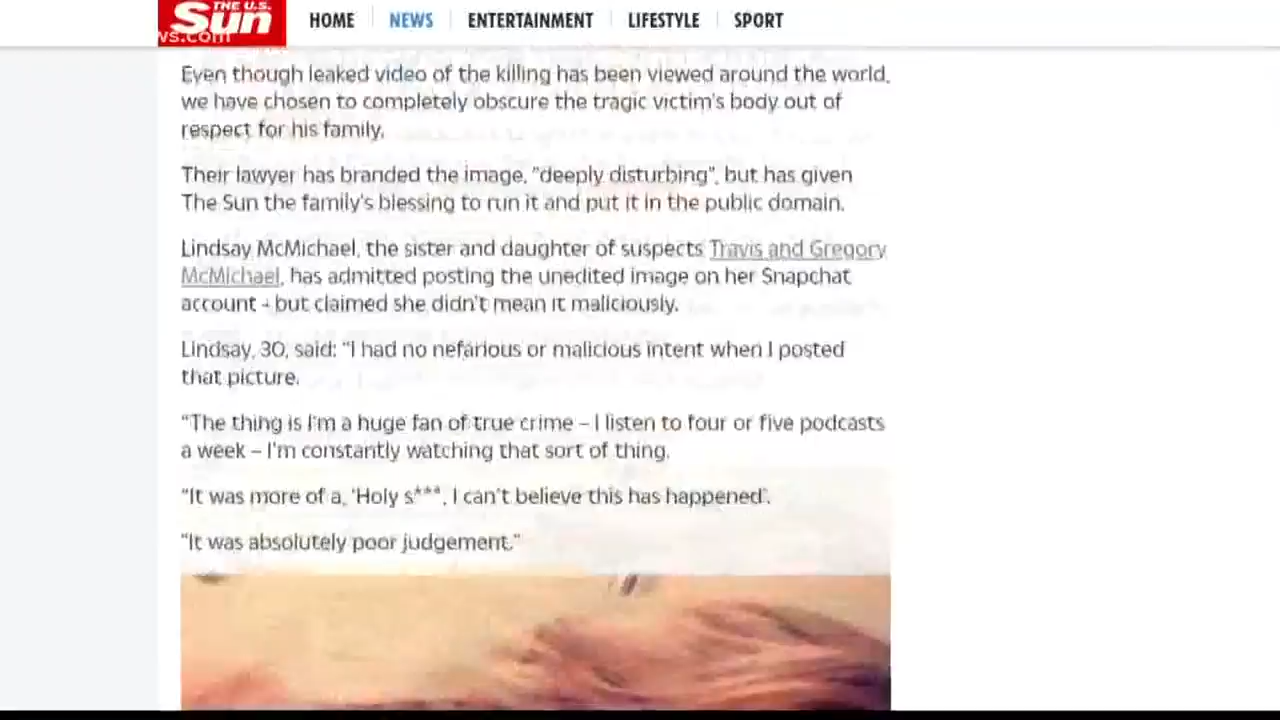 THE U.S.
Sun
ws.com
HOME NEWS ENTERTAINMENT LIFESTYLE SPORT
Even though leaked video of the killing has been viewed around the world,
we have chosen to completely obscure the tragic victim's body out of
respect for his family.
Their lawyer has branded the image, "deeply disturbing", but has given
The Sun the family's blessing to run it and put it in the public domain.
Lindsay McMichael, the sister and daughter of suspects Travis and Gregory
McMichael, has admitted posting the unedited image on her Snapchat
account - but claimed she didn't mean it maliciously.
Lindsay, 30, said: "I had no nefarious or malicious intent when I posted
that picture.
"The thing is I'm a huge fan of true crime – I listen to four or five podcasts
a week – I'm constantly watching that sort of thing.
"It was more of a, 'Holy s***, I can't believe this has happened'.
"It was absolutely poor judgement."